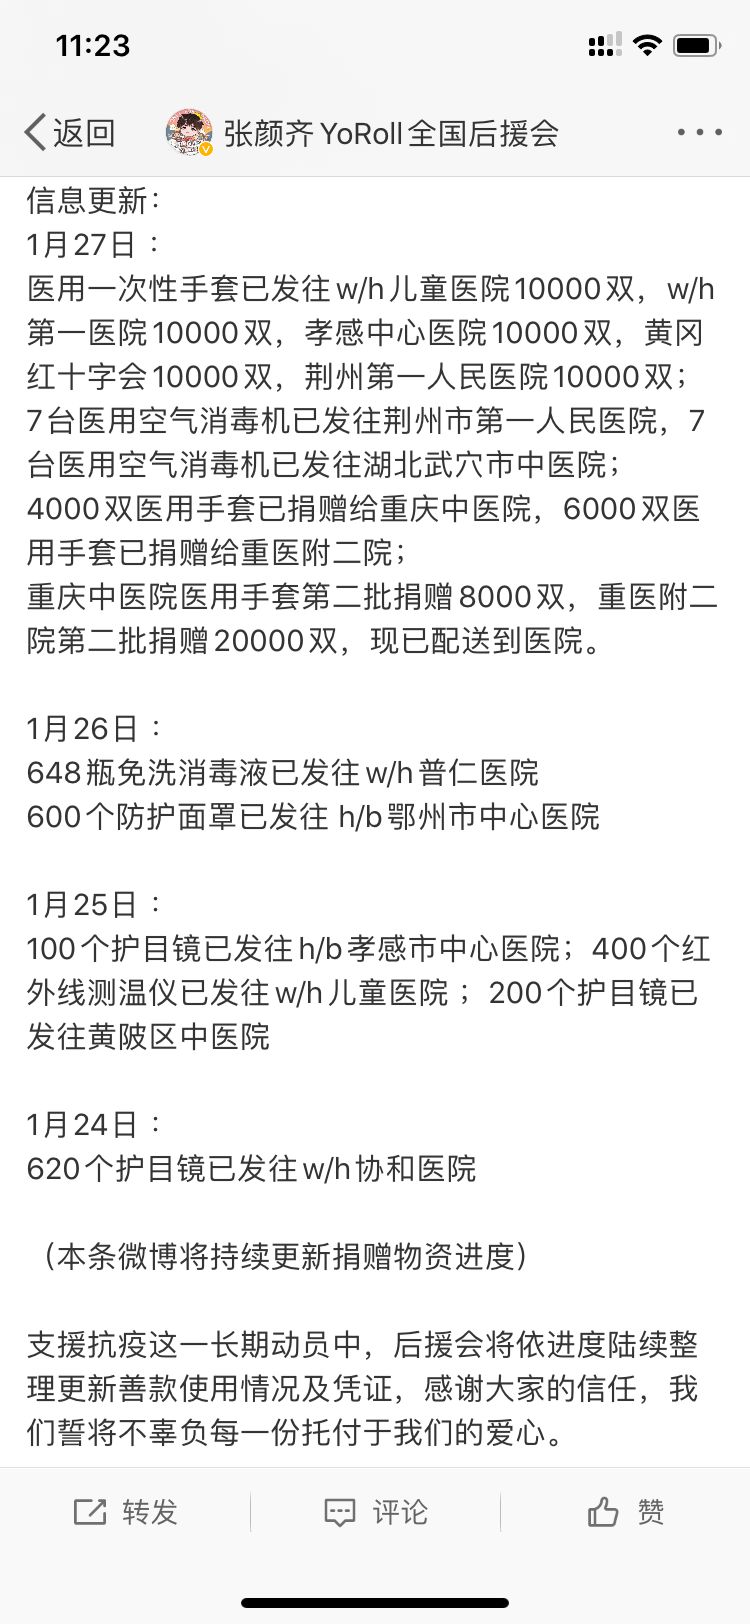 11:23
返回
张颜齐YoRoll全国后援会
信息更新：
1月27日：
医用一次性手套已发往w/h儿童医院10000双，w/h
第一医院10000双，孝感中心医院10000双，黄冈
红十字会10000双，荆州第一人民医院10000双；
7台医用空气消毒机已发往荆州市第一人民医院，7
台医用空气消毒机已发往湖北武穴市中医院；
4000双医用手套已捐赠给重庆中医院，6000双医
用手套已捐赠给重医附二院；
重庆中医院医用手套第二批捐赠8000双，重医附二
院第二批捐赠20000双，现已配送到医院。
1月26日：
648瓶免洗消毒液已发往w/h普仁医院
600个防护面罩已发往 h/b鄂州市中心医院
1月25日：
100个护目镜已发往h/b孝感市中心医院；400个红
外线测温仪已发往w/h儿童医院 ；200个护目镜已
发往黄陂区中医院
1月24日：
620个护目镜已发往w/h协和医院
（本条微博将持续更新捐赠物资进度）
支援抗疫这一长期动员中，后援会将依进度陆续整
理更新善款使用情况及凭证，感谢大家的信任，我
们誓将不辜负每一份托付于我们的爱心。
转发
评论
赞